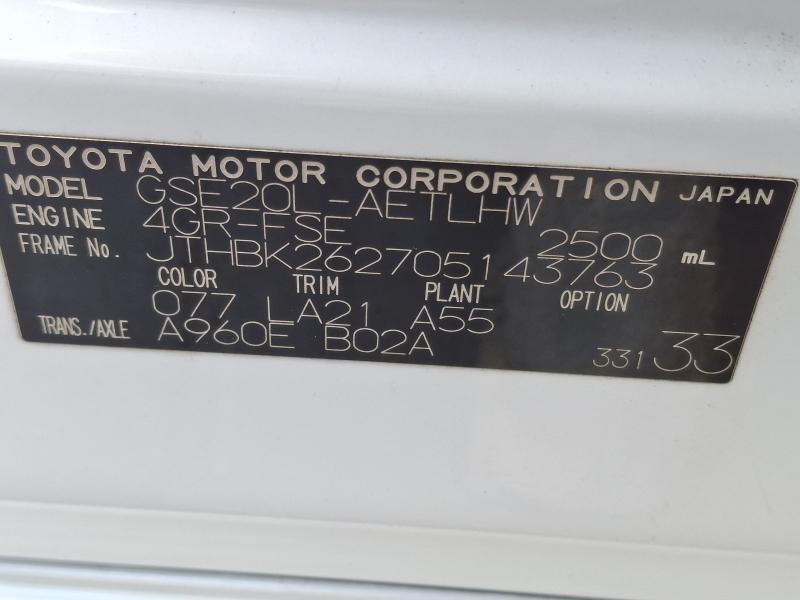 TOYOTA MOTOR CORPORATION JAPAN
MODEL GSE20L-AETLHW
ENGINE 4GR-FSE 2500 mL
FRAME No. JTHBK262705143763
COLOR TRIM PLANT OPTION
077 LA21 A55
TRANS./AXLE A960E B02A 331 33